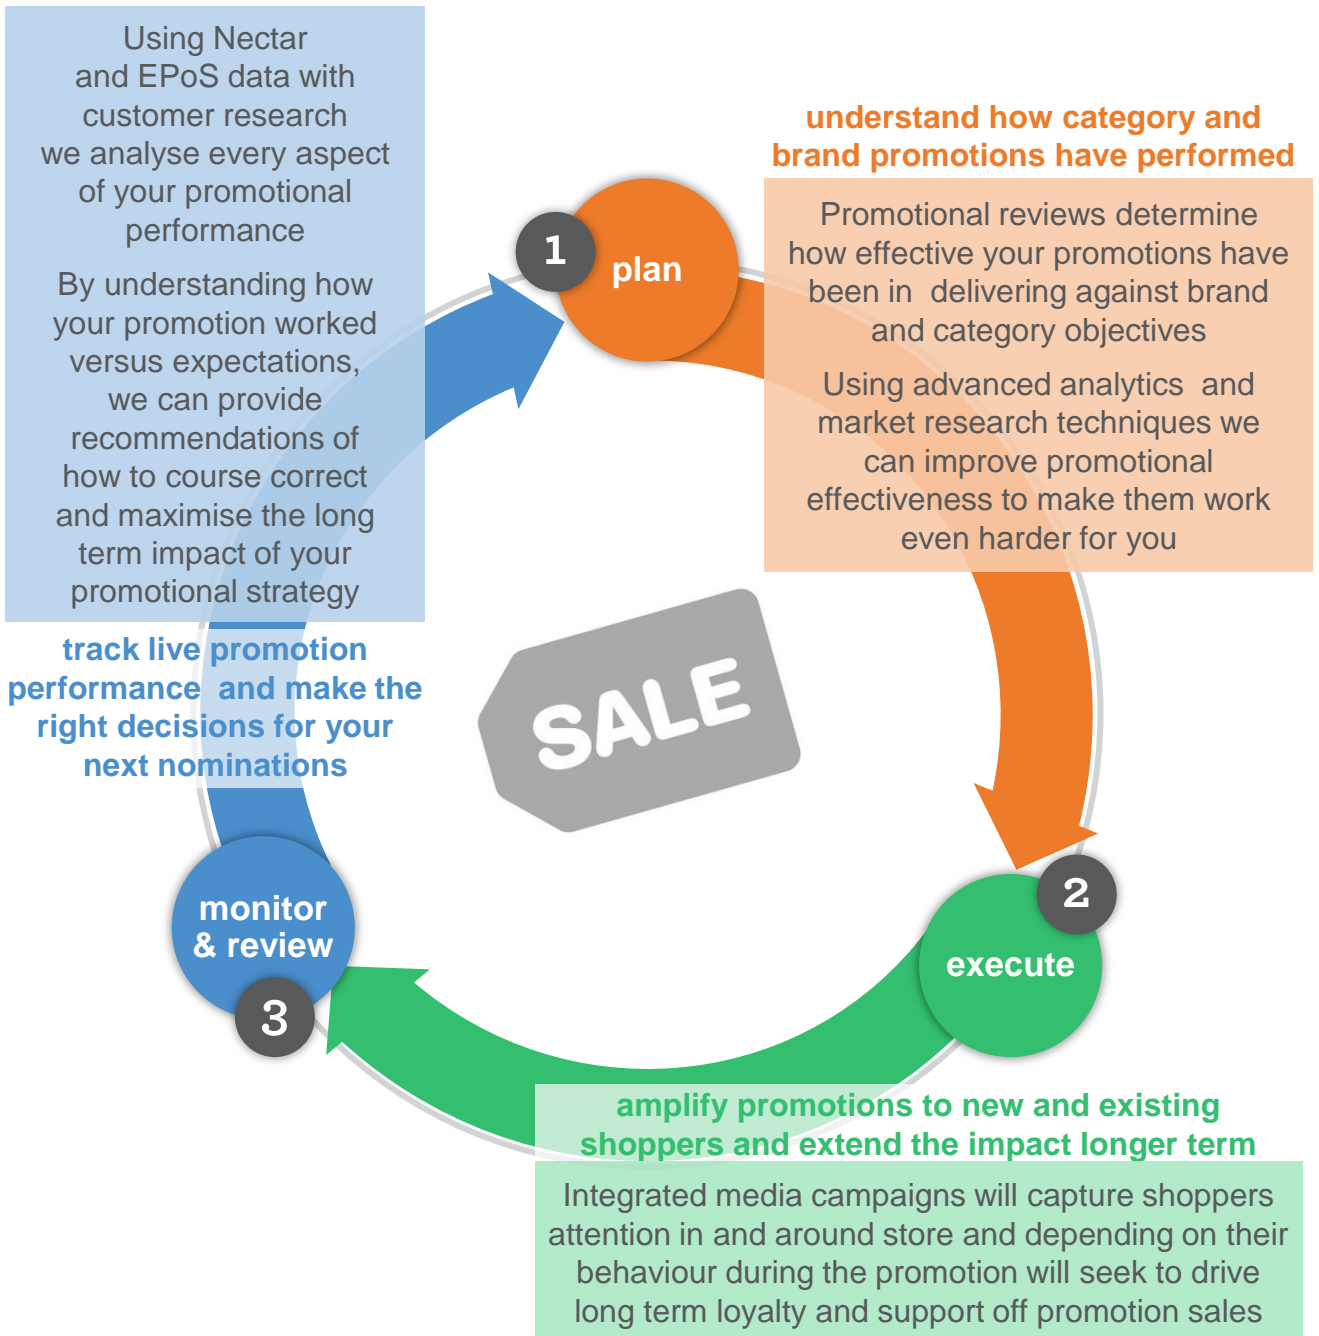 1
plan
understand how category and
brand promotions have performed
Promotional reviews determine
how effective your promotions have
been in delivering against brand
and category objectives
Using advanced analytics and
market research techniques we
can improve promotional
effectiveness to make them work
even harder for you
SALE
2
execute
amplify promotions to new and existing
shoppers and extend the impact longer term
Integrated media campaigns will capture shoppers
attention in and around store and depending on their
behaviour during the promotion will seek to drive
long term loyalty and support off promotion sales
monitor
& review
3
Using Nectar
and EPoS data with
customer research
we analyse every aspect
of your promotional
performance
By understanding how
your promotion worked
versus expectations,
we can provide
recommendations of
how to course correct
and maximise the long
term impact of your
promotional strategy
track live promotion
performance and make the
right decisions for your
next nominations